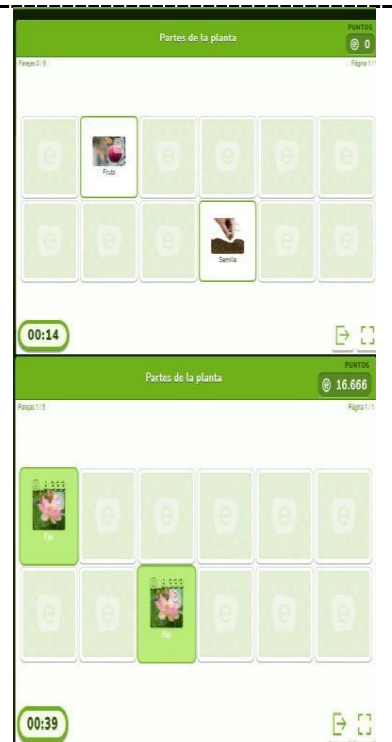 PUNTOS
Partes de la planta
0
Parejas 0 / 6
Página 1 / 1
Fruto
Semilla
00:14
PUNTOS
Partes de la planta
16.666
Parejas 1 / 6
Página 1 / 1
Flor
Flor
00:39